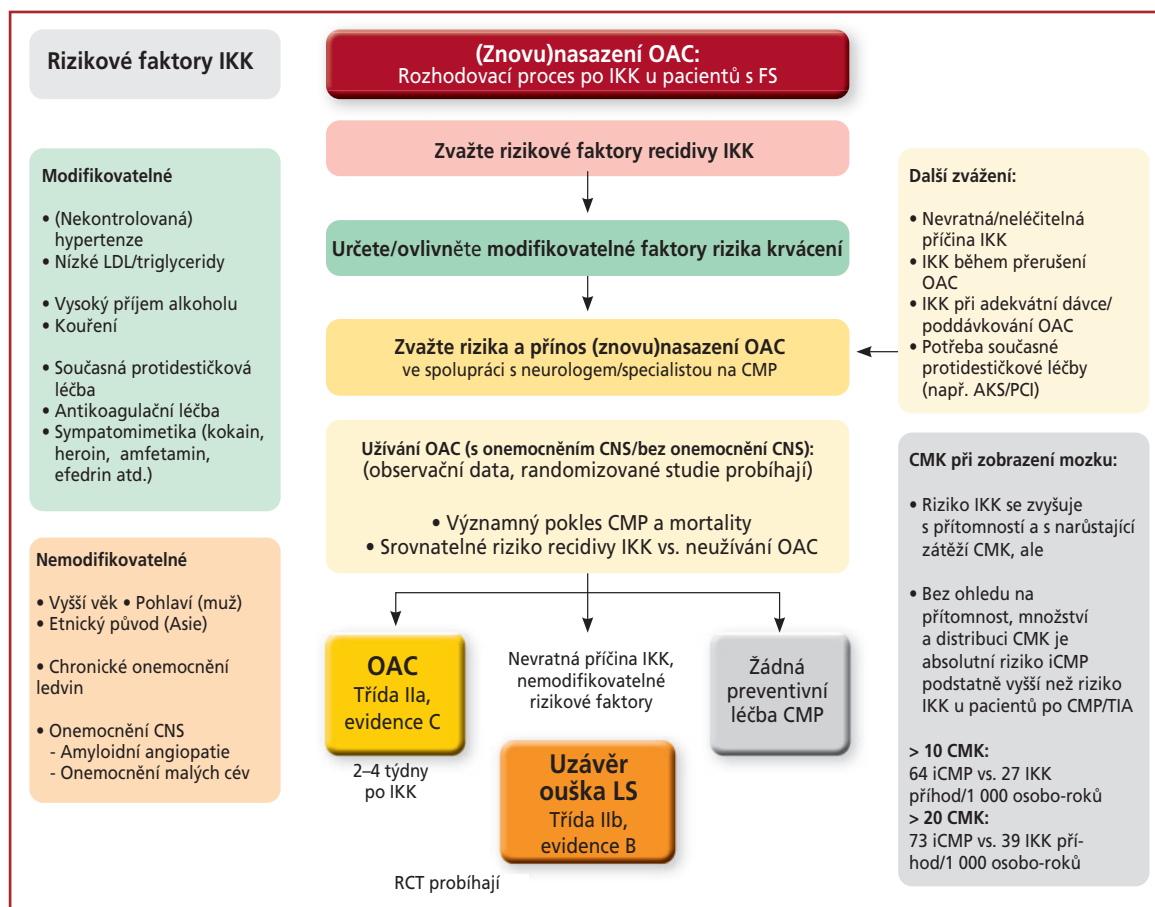 Rizikové faktory IKK
(Znovu)nasazení OAC:
Rozhodovací proces po IKK u pacientů s FS
Zvažte rizikové faktory recidivy IKK
Modifikovatelné
• (Nekontrolovaná)
hypertenze
• Nízké LDL/triglyceridy
• Vysoký příjem alkoholu
• Kouření
• Současná protidestičková
léčba
• Antikoagulační léčba
• Sympatomimetika (kokain,
heroin, amfetamin,
efedrin atd.)
Určete/ovlivněte modifikovatelné faktory rizika krvácení
Zvažte rizika a přínos (znovu)nasazení OAC
ve spolupráci s neurologem/specialistou na CMP
Další zvážení:
• Nevratná/neléčitelná
příčina IKK
• IKK během přerušení
OAC
• IKK při adekvátní dávce/
poddávkování OAC
• Potřeba současné
protidestičkové léčby
(např. AKS/PCI)
Užívání OAC (s onemocněním CNS/bez onemocnění CNS):
(observační data, randomizované studie probíhají)
• Významný pokles CMP a mortality
• Srovnatelné riziko recidivy IKK vs. neužívání OAC
Nemodifikovatelné
• Vyšší věk • Pohlaví (muž)
• Etnický původ (Asie)
• Chronické onemocnění
ledvin
• Onemocnění CNS
- Amyloidní angiopatie
- Onemocnění malých cév
OAC
Třída IIa,
evidence C
2–4 týdny
po IKK
Nevratná příčina IKK,
nemodifikovatelné
rizikové faktory
Uzávěr
ouška LS
Třída IIb,
evidence B
RCT probíhají
Žádná
preventivní
léčba CMP
CMK při zobrazení mozku:
• Riziko IKK se zvyšuje
s přítomností a s narůstající
zátěží CMK, ale
• Bez ohledu na
přítomnost, množství
a distribuci CMK je
absolutní riziko iCMP
podstatně vyšší než riziko
IKK u pacientů po CMP/TIA
> 10 CMK:
64 iCMP vs. 27 IKK
příhod/1 000 osobo-roků
> 20 CMK:
73 iCMP vs. 39 IKK pří-
hod/1 000 osobo-roků